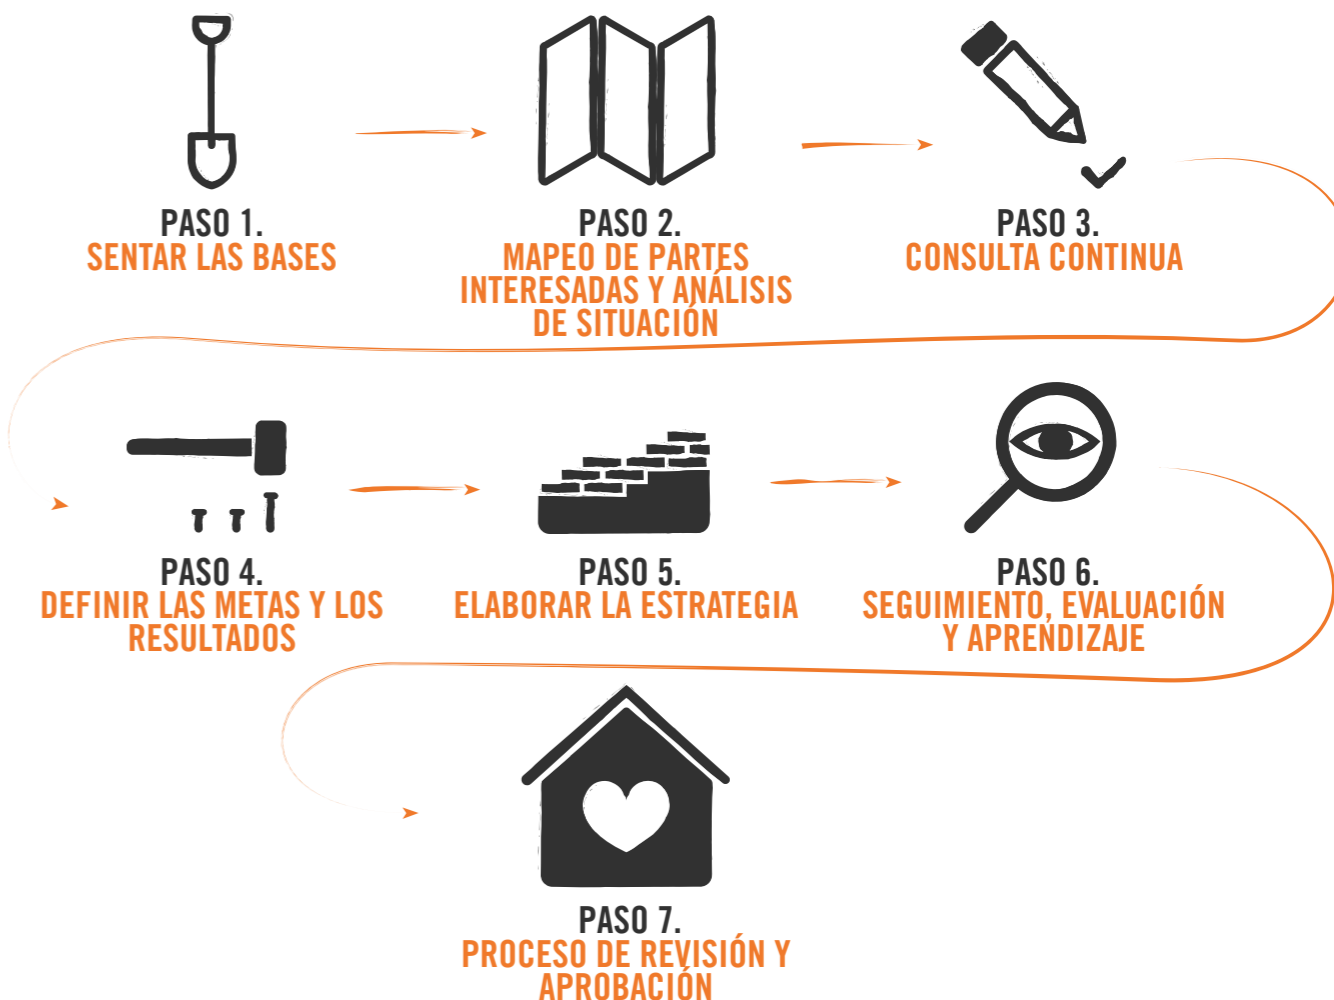 PASO 1.
SENTAR LAS BASES
PASO 2.
MAPEO DE PARTES
INTERESADAS Y ANÁLISIS
DE SITUACIÓN
PASO 3.
CONSULTA CONTINUA
PASO 4.
DEFINIR LAS METAS Y LOS
RESULTADOS
PASO 5.
ELABORAR LA ESTRATEGIA
PASO 6.
SEGUIMIENTO, EVALUACIÓN
Y APRENDIZAJE
PASO 7.
PROCESO DE REVISIÓN Y
APROBACIÓN